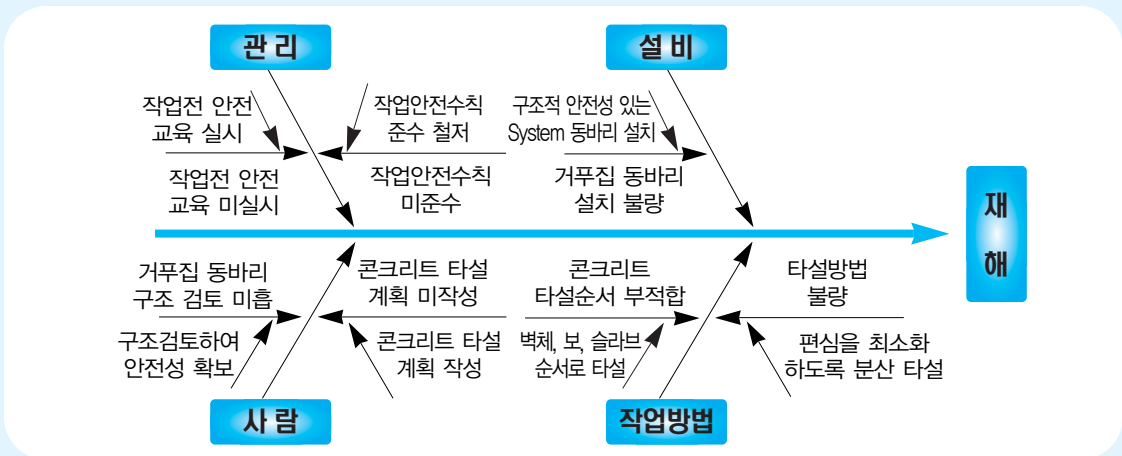 관 리
설 비
작업전 안전
교육 실시
작업안전수칙
준수 철저
구조적 안전성 있는
System 동바리 설치
작업전 안전
교육 미실시
작업안전수칙
미준수
거푸집 동바리
설치 불량
재
해
거푸집 동바리
구조 검토 미흡
콘크리트 타설
계획 미작성
콘크리트
타설순서 부적합
타설방법
불량
구조검토하여
안전성 확보
콘크리트 타설
계획 작성
벽체, 보, 슬라브
순서로 타설
편심을 최소화
하도록 분산 타설
사 람
작업방법